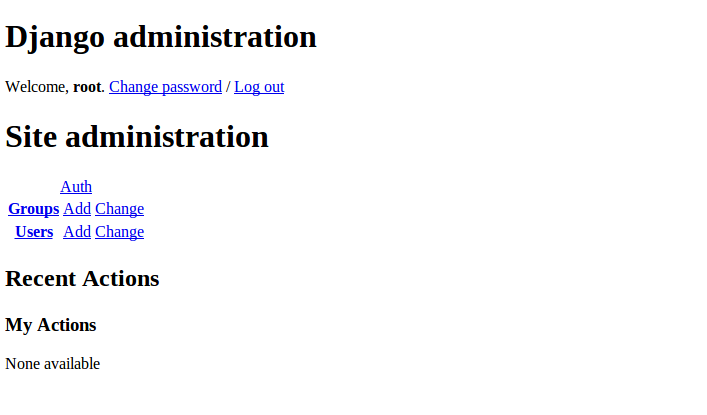 Django administration
Welcome, root. Change password / Log out
Site administration
Auth
Groups Add Change
Users Add Change
Recent Actions
My Actions
None available